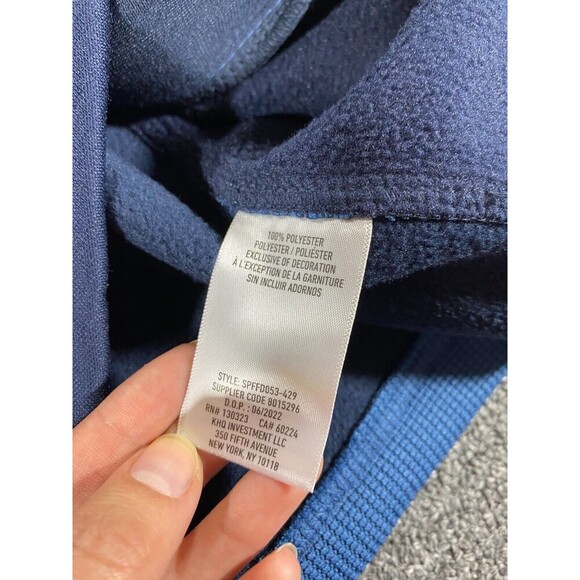 100% POLYESTER
POLYESTER / POLIÉSTER
EXCLUSIVE OF DECORATION
À L'EXCEPTION DE LA GARNITURE
SIN INCLUIR ADORNOS
STYLE: SPFFD053-429
SUPPLIER CODE 8015296
D.O.P.: 06/2022
RN# 130323 CA# 60224
KHQ INVESTMENT LLC
350 FIFTH AVENUE
NEW YORK, NY 10118